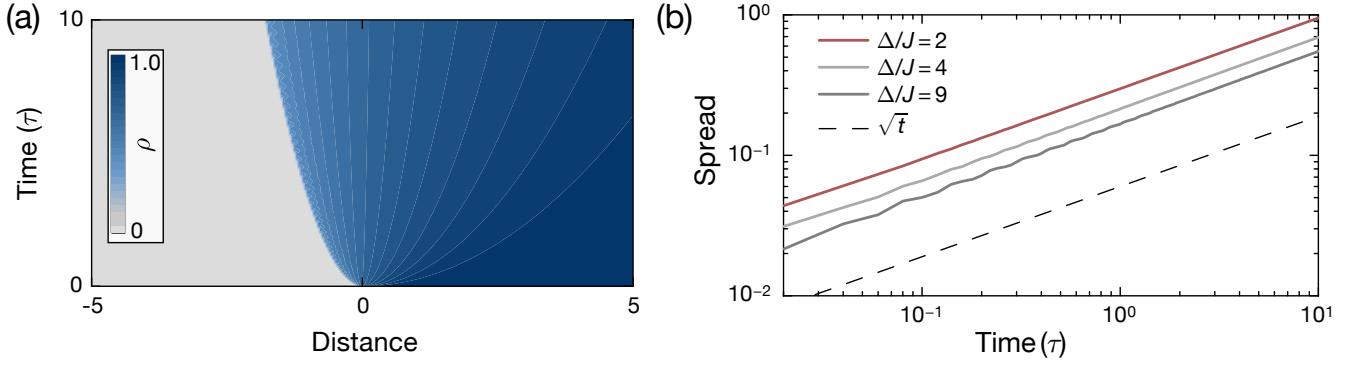 (a)
10
1.0
ρ
0
Time (τ)
0
-5
0
5
Distance
(b)
10⁰
Δ/J = 2
Δ/J = 4
Δ/J = 9
√t
10⁻¹
Spread
10⁻²
10⁻¹
10⁰
10¹
Time (τ)